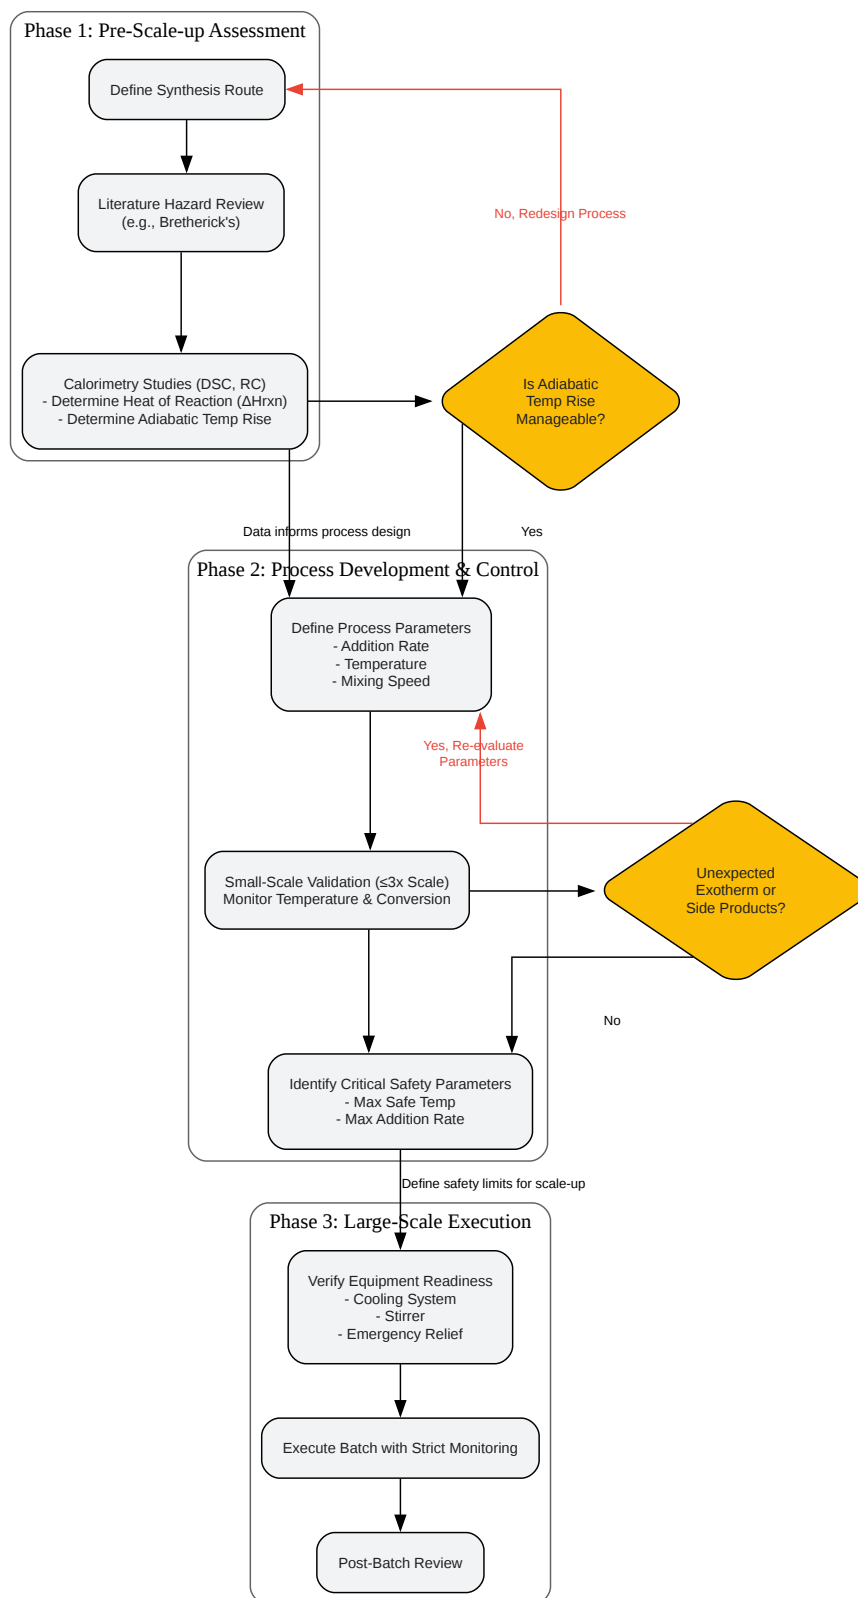 Phase 1: Pre-Scale-up Assessment
Define Synthesis Route
Literature Hazard Review
(e.g., Bretherick's)
No, Redesign Process
Calorimetry Studies (DSC, RC)
- Determine Heat of Reaction (ΔHrxn)
- Determine Adiabatic Temp Rise
Is Adiabatic
Temp Rise
Manageable?
Data informs process design
Yes
Phase 2: Process Development & Control
Define Process Parameters
- Addition Rate
- Temperature
- Mixing Speed
Yes, Re-evaluate
Parameters
Small-Scale Validation (≤3x Scale)
Monitor Temperature & Conversion
Unexpected
Exotherm or
Side Products?
No
Identify Critical Safety Parameters
- Max Safe Temp
- Max Addition Rate
Define safety limits for scale-up
Phase 3: Large-Scale Execution
Verify Equipment Readiness
- Cooling System
- Stirrer
- Emergency Relief
Execute Batch with Strict Monitoring
Post-Batch Review